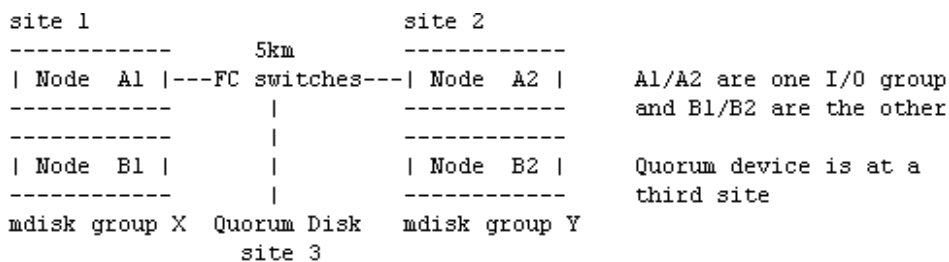 site 1                          site 2
------------      5km       ------------
| Node  A1 |---FC switches---| Node  A2 |     A1/A2 are one I/O group
------------        |       ------------     and B1/B2 are the other
------------        |       ------------
| Node  B1 |        |       | Node  B2 |     Quorum device is at a
------------        |       ------------     third site
mdisk group X  Quorum Disk  mdisk group Y
site 3